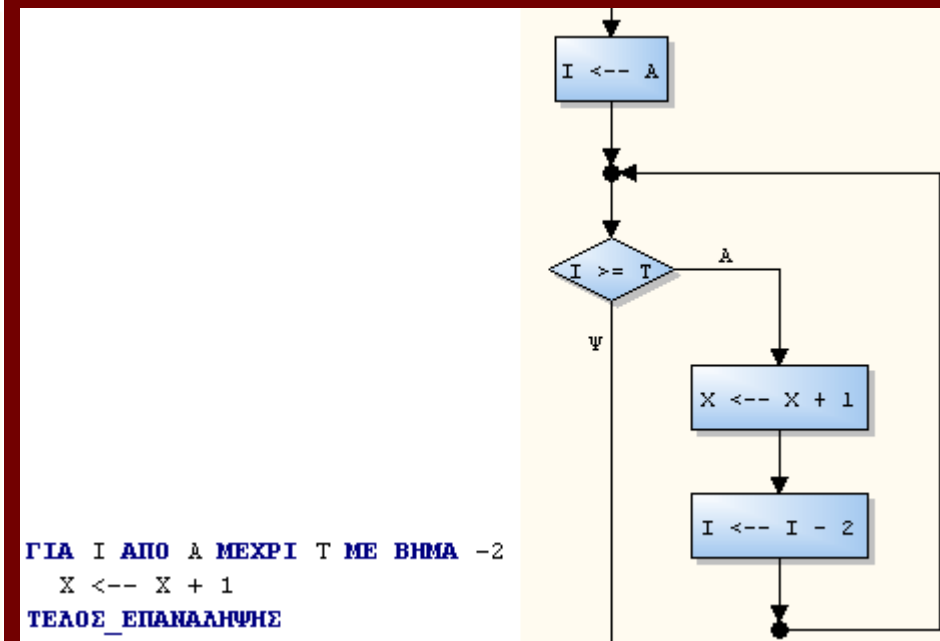 ΓΙΑ Ι ΑΠΟ Α ΜΕΧΡΙ Τ ΜΕ ΒΗΜΑ -2
Χ <-- Χ + 1
ΤΕΛΟΣ_ΕΠΑΝΑΛΗΨΗΣ
Ι <-- Α
Ι >= Τ
Α
Ψ
Χ <-- Χ + 1
Ι <-- Ι - 2